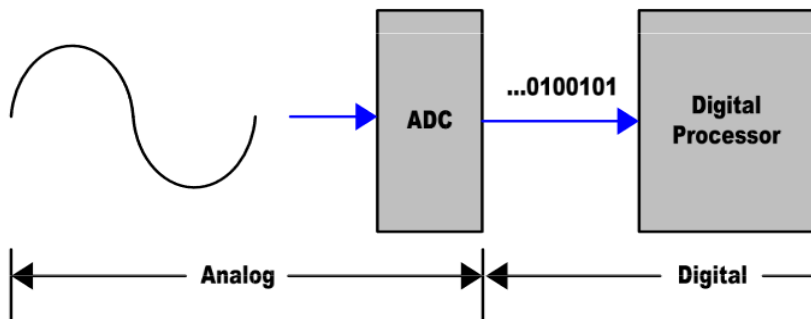 ADC
...0100101
Digital
Processor
Analog
Digital